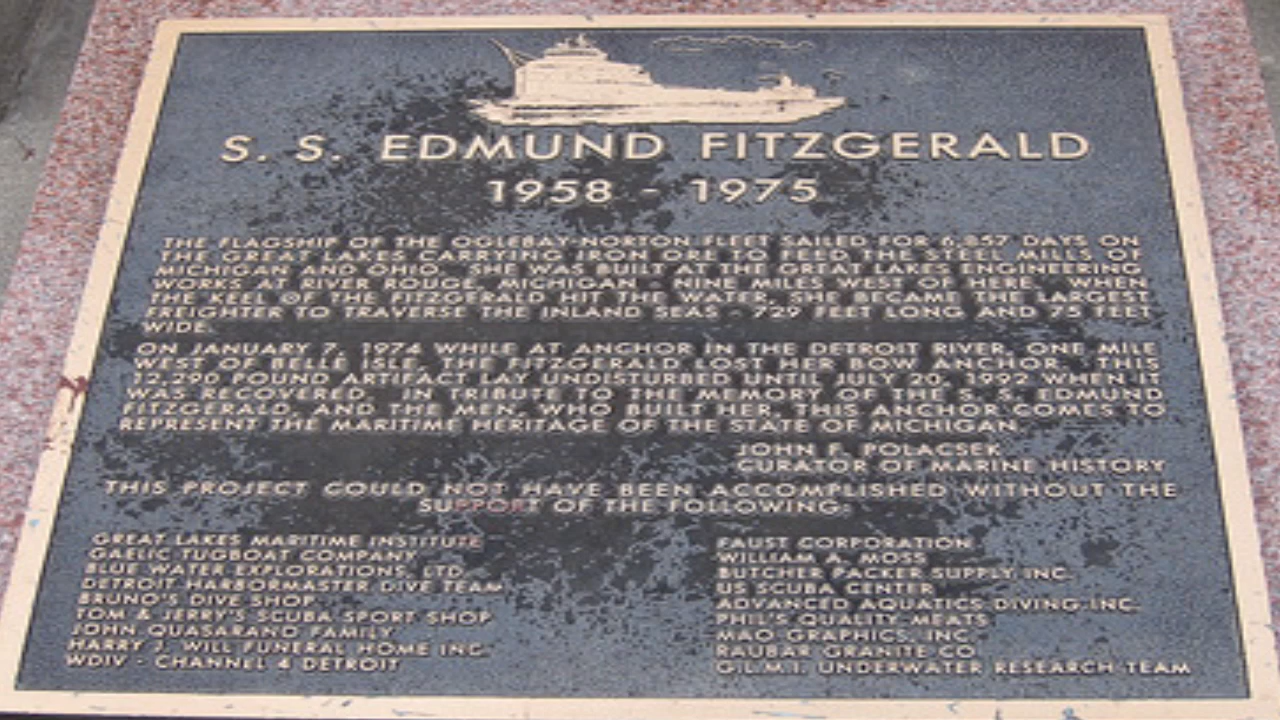 S. S. EDMUND FITZGERALD
1958 - 1975
THE FLAGSHIP OF THE OGLEBAY-NORTON FLEET SAILED FOR 6,857 DAYS ON
THE GREAT LAKES CARRYING IRON ORE TO FEED THE STEEL MILLS OF
MICHIGAN AND OHIO. SHE WAS BUILT AT THE GREAT LAKES ENGINEERING
WORKS AT RIVER ROUGE, MICHIGAN - NINE MILES WEST OF HERE. WHEN
THE KEEL OF THE FITZGERALD HIT THE WATER, SHE BECAME THE LARGEST
FREIGHTER TO TRAVERSE THE INLAND SEAS - 729 FEET LONG AND 75 FEET
WIDE.
ON JANUARY 7, 1974 WHILE AT ANCHOR IN THE DETROIT RIVER, ONE MILE
WEST OF BELLE ISLE, THE FITZGERALD LOST HER BOW ANCHOR. THIS
12,290 POUND ARTIFACT LAY UNDISTURBED UNTIL JULY 20, 1992 WHEN IT
WAS RECOVERED. IN TRIBUTE TO THE MEMORY OF THE S. S. EDMUND
FITZGERALD, AND THE MEN, WHO BUILT HER, THIS ANCHOR COMES TO
REPRESENT THE MARITIME HERITAGE OF THE STATE OF MICHIGAN.
JOHN F. POLACSEK
CURATOR OF MARINE HISTORY
THIS PROJECT COULD NOT HAVE BEEN ACCOMPLISHED WITHOUT THE
SUPPORT OF THE FOLLOWING:
GREAT LAKES MARITIME INSTITUTE
GAELIC TUGBOAT COMPANY
BLUE WATER EXPLORATIONS, LTD.
DETROIT HARBORMASTER DIVE TEAM
BRUNO'S DIVE SHOP
TOM & JERRY'S SCUBA SPORT SHOP
JOHN QUASARAND FAMILY
HARRY J. WILL FUNERAL HOME INC.
WDIV - CHANNEL 4 DETROIT
FAUST CORPORATION
WILLIAM A. MOSS
BUTCHER PACKER SUPPLY INC.
US SCUBA CENTER
ADVANCED AQUATICS DIVING INC.
PHIL'S QUALITY MEATS
MAO GRAPHICS, INC.
RAUBAR GRANITE CO
G.L.M.I. UNDERWATER RESEARCH TEAM